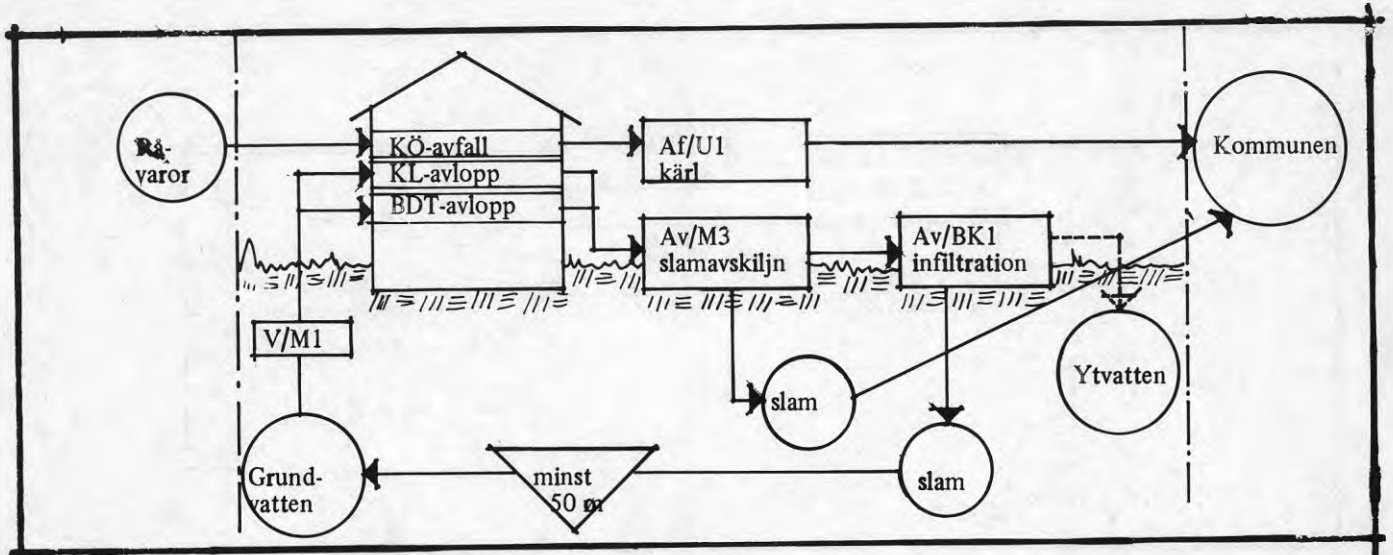 Rå-
varor
KÖ-avfall
KL-avlopp
BDT-avlopp
Af/U1
kärl
Kommunen
Av/M3
slamavskiljn
Av/BK1
infiltration
V/M1
slam
Ytvatten
Grund-
vatten
minst
50 m
slam